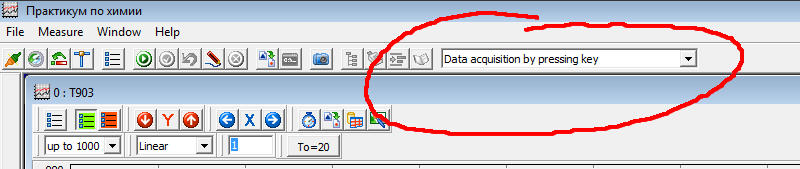 Практикум по химии
File Measure Window Help
Data acquisition by pressing key
0 : T903
Y X
up to 1000 Linear 1 To=20
900